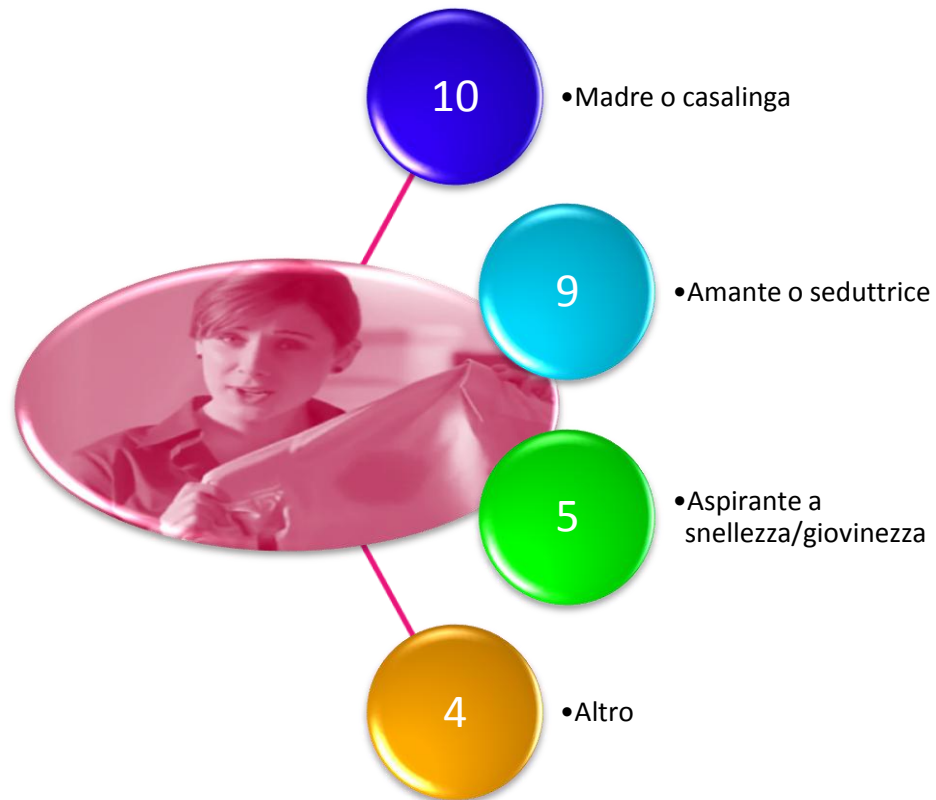 10
•Madre o casalinga
9
•Amante o seduttrice
5
•Aspirante a
snellezza/giovinezza
4
•Altro